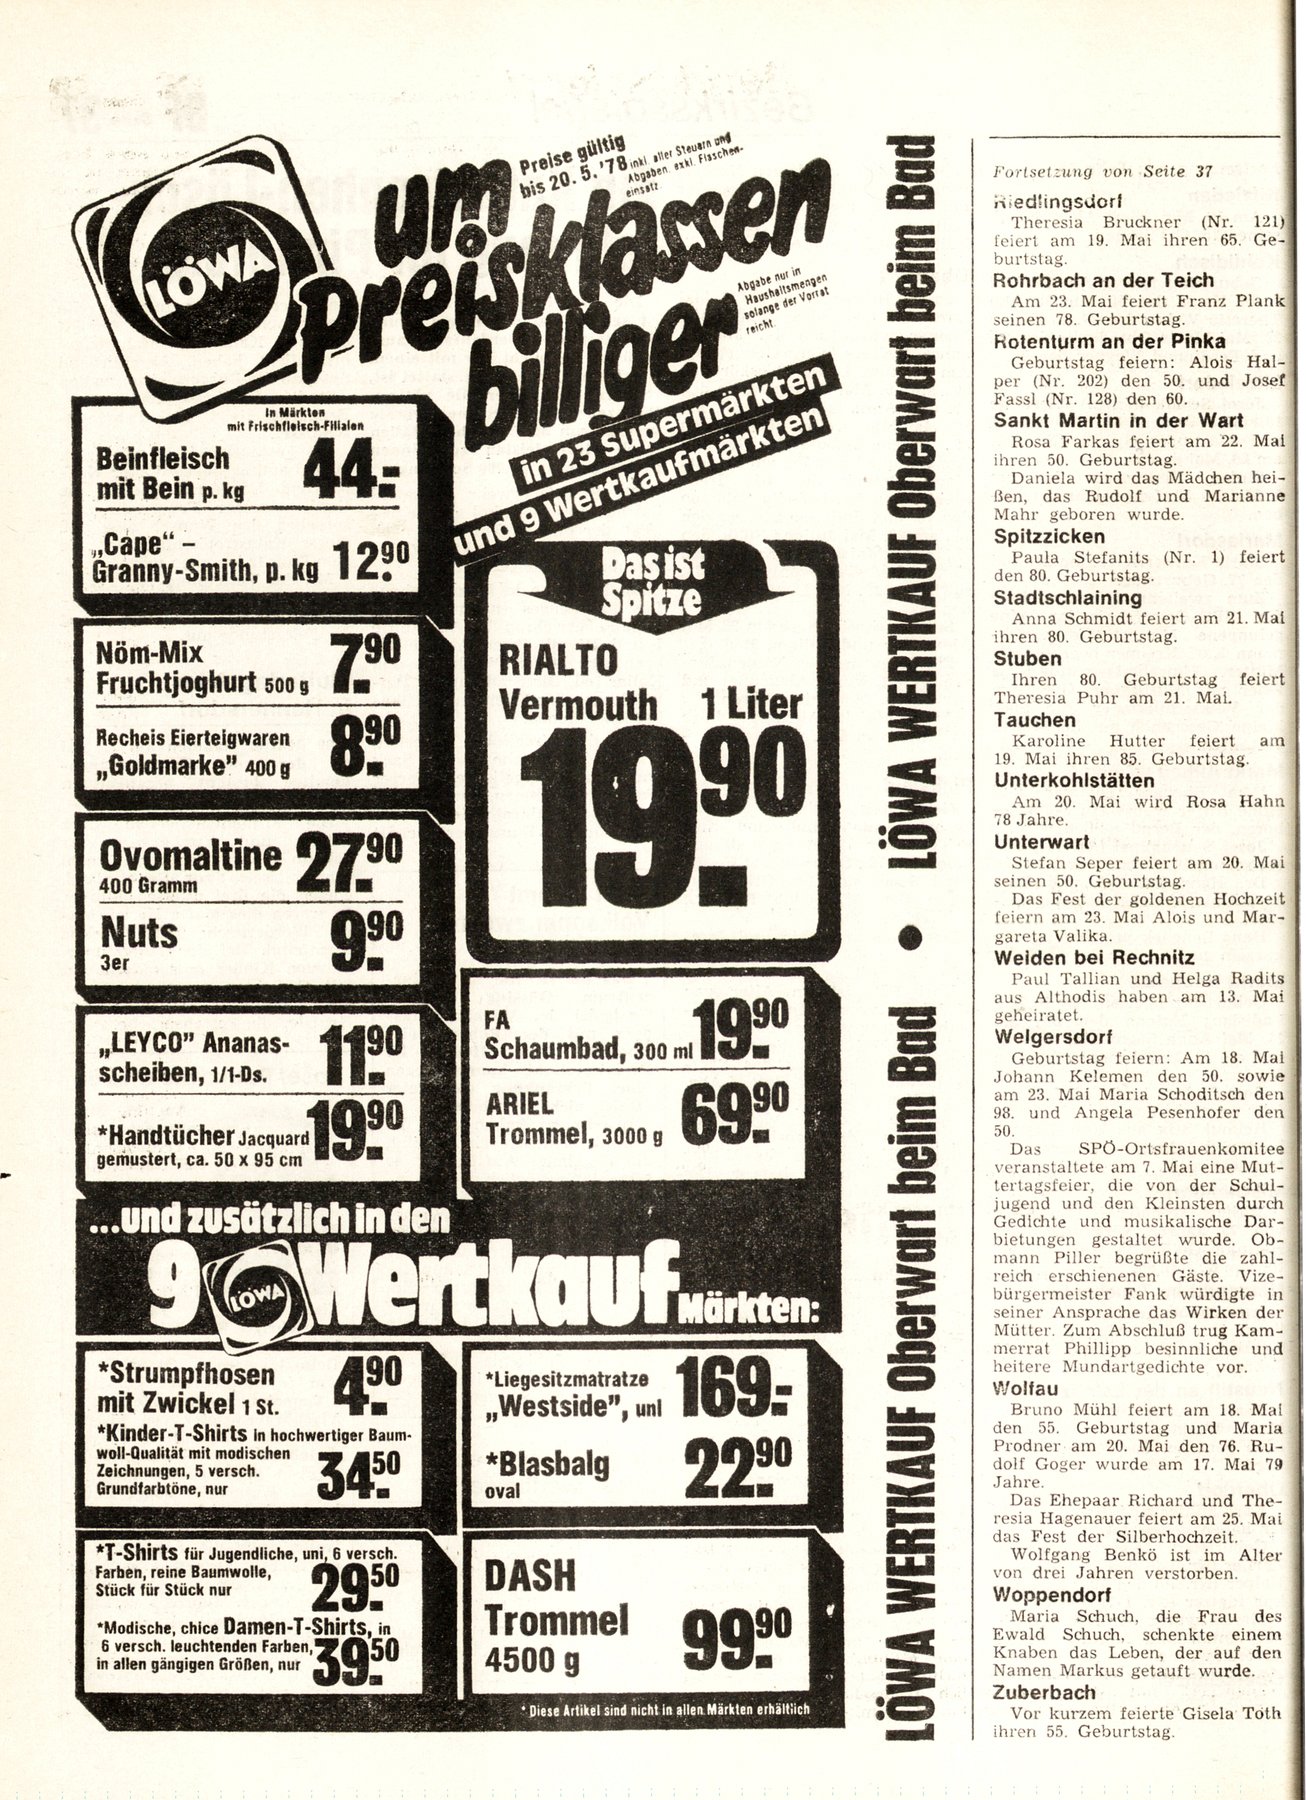 LÖWA
um
Preisklassen
billiger
Preise gültig
bis 20. 5. '78 inkl. aller Steuern und
Abgaben, exkl. Flaschen-
einsatz
Abgabe nur in
Haushaltsmengen
solange der Vorrat
reicht
in 23 Supermärkten
und 9 Wertkaufmärkten
In Märkten
mit Frischfleisch-Filialen
Beinfleisch
mit Bein p. kg 44.-
„Cape“ –
Granny-Smith, p. kg 12.90
Nöm-Mix
Fruchtjoghurt 500 g 7.90
Recheis Eierteigwaren
„Goldmarke” 400 g 8.90
Ovomaltine 27.90
400 Gramm
Nuts 9.90
3er
„LEYCO” Ananas-
scheiben, 1/1-Ds. 11.90
*Handtücher Jacquard
gemustert, ca. 50 x 95 cm 19.90
Das ist
Spitze
RIALTO
Vermouth 1 Liter
19.90
FA
Schaumbad, 300 ml 19.90
ARIEL
Trommel, 3000 g 69.90
...und zusätzlich in den
9 LÖWA Wertkauf Märkten:
*Strumpfhosen
mit Zwickel 1 St. 4.90
*Kinder-T-Shirts in hochwertiger Baum-
woll-Qualität mit modischen
Zeichnungen, 5 versch.
Grundfarbtöne, nur 34.50
*T-Shirts für Jugendliche, uni, 6 versch.
Farben, reine Baumwolle,
Stück für Stück nur 29.50
*Modische, chice Damen-T-Shirts, in
6 versch. leuchtenden Farben,
in allen gängigen Größen, nur 39.50
*Liegesitzmatratze
„Westside”, uni 169.-
*Blasbalg
oval 22.90
DASH
Trommel
4500 g 99.90
* Diese Artikel sind nicht in allen Märkten erhältlich
LÖWA WERTKAUF Oberwart beim Bad • LÖWA WERTKAUF Oberwart beim Bad
Fortsetzung von Seite 37
Riedlingsdorf
Theresia Bruckner (Nr. 121)
feiert am 19. Mai ihren 65. Ge-
burtstag.
Rohrbach an der Teich
Am 23. Mai feiert Franz Plank
seinen 78. Geburtstag.
Rotenturm an der Pinka
Geburtstag feiern: Alois Hal-
per (Nr. 202) den 50. und Josef
Fassl (Nr. 128) den 60.
Sankt Martin in der Wart
Rosa Farkas feiert am 22. Mai
ihren 50. Geburtstag.
Daniela wird das Mädchen hei-
ßen, das Rudolf und Marianne
Mahr geboren wurde.
Spitzzicken
Paula Stefanits (Nr. 1) feiert
den 80. Geburtstag.
Stadtschlaining
Anna Schmidt feiert am 21. Mai
ihren 80. Geburtstag.
Stuben
Ihren 80. Geburtstag feiert
Theresia Puhr am 21. Mai.
Tauchen
Karoline Hutter feiert am
19. Mai ihren 85. Geburtstag.
Unterkohlstätten
Am 20. Mai wird Rosa Hahn
78 Jahre.
Unterwart
Stefan Seper feiert am 20. Mai
seinen 50. Geburtstag.
Das Fest der goldenen Hochzeit
feiern am 23. Mai Alois und Mar-
gareta Valika.
Weiden bei Rechnitz
Paul Tallian und Helga Radits
aus Althodis haben am 13. Mai
geheiratet.
Welgersdorf
Geburtstag feiern: Am 18. Mai
Johann Kelemen den 50. sowie
am 23. Mai Maria Schoditsch den
98. und Angela Pesenhofer den
50.
Das SPÖ-Ortsfrauenkomitee
veranstaltete am 7. Mai eine Mut-
tertagsfeier, die von der Schul-
jugend und den Kleinsten durch
Gedichte und musikalische Dar-
bietungen gestaltet wurde. Ob-
mann Piller begrüßte die zahl-
reich erschienenen Gäste. Vize-
bürgermeister Fank würdigte in
seiner Ansprache das Wirken der
Mütter. Zum Abschluß trug Kam-
merrat Phillipp besinnliche und
heitere Mundartgedichte vor.
Wolfau
Bruno Mühl feiert am 18. Mai
den 55. Geburtstag und Maria
Prodner am 20. Mai den 76. Ru-
dolf Goger wurde am 17. Mai 79
Jahre.
Das Ehepaar Richard und The-
resia Hagenauer feiert am 25. Mai
das Fest der Silberhochzeit.
Wolfgang Benkö ist im Alter
von drei Jahren verstorben.
Woppendorf
Maria Schuch, die Frau des
Ewald Schuch, schenkte einem
Knaben das Leben, der auf den
Namen Markus getauft wurde.
Zuberbach
Vor kurzem feierte Gisela Toth
ihren 55. Geburtstag.